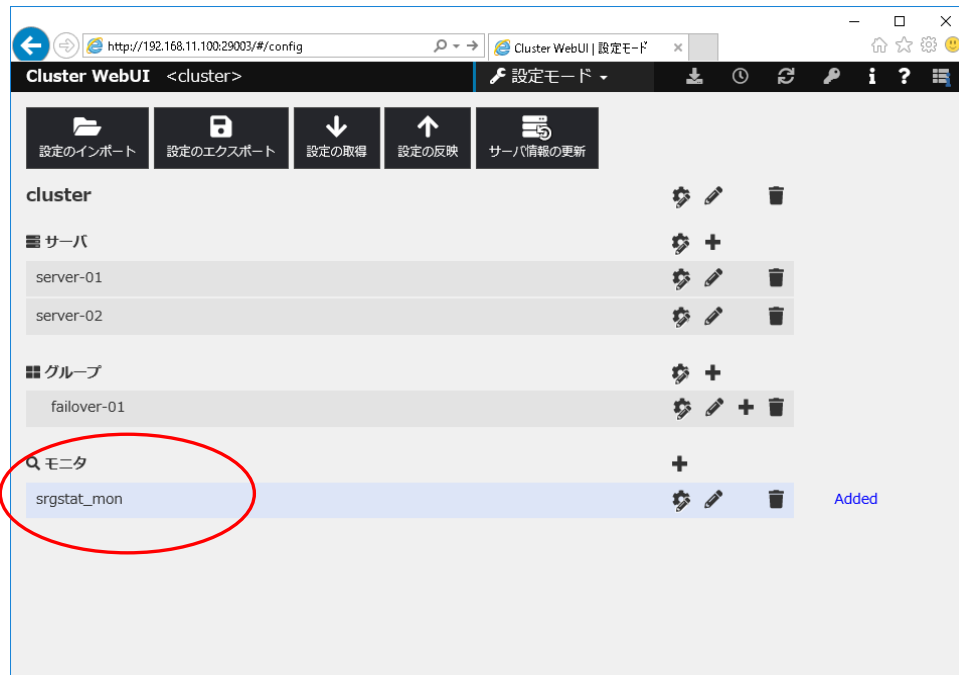 http://192.168.11.100:29003/#/config
Cluster WebUI | 設定モード
Cluster WebUI <cluster>
設定モード
設定のインポート
設定のエクスポート
設定の取得
設定の反映
サーバ情報の更新
cluster
サーバ
server-01
server-02
グループ
failover-01
モニタ
srgstat_mon
Added